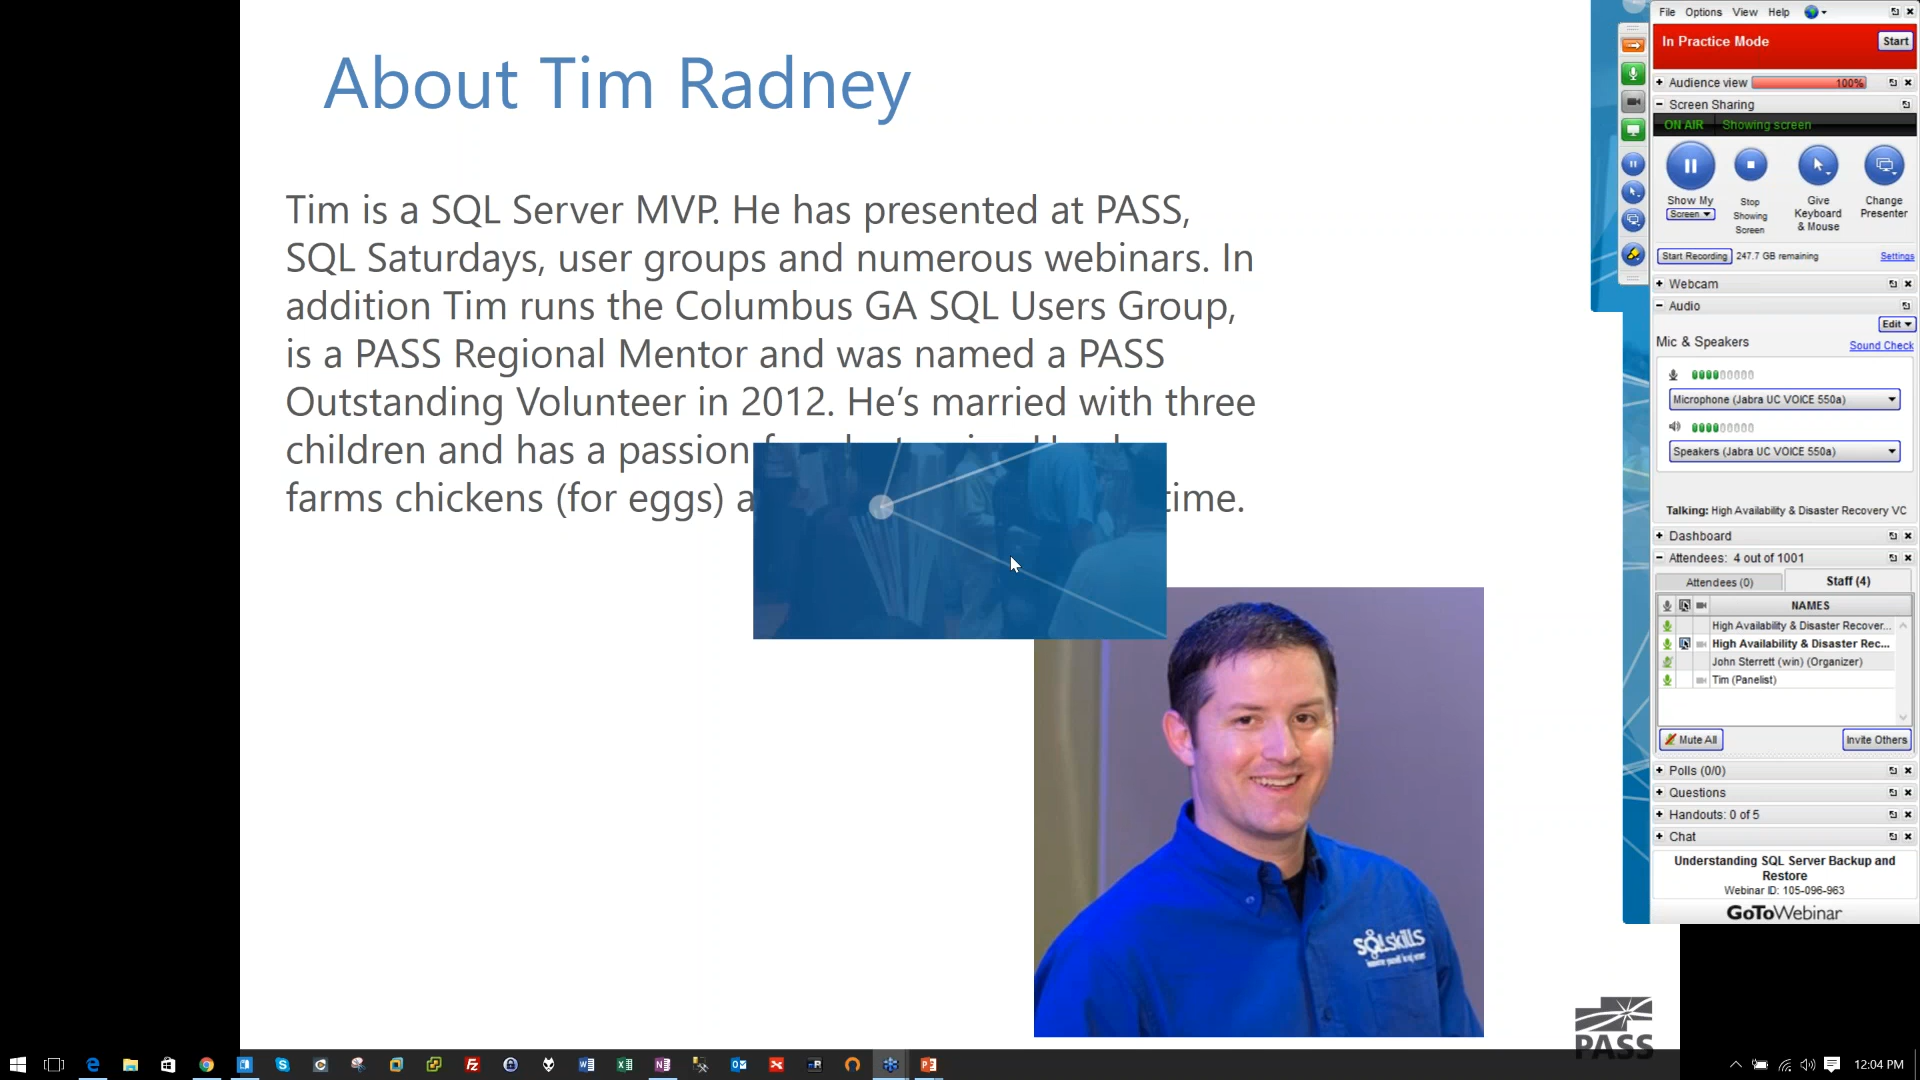 About Tim Radney
Tim is a SQL Server MVP. He has presented at PASS,
SQL Saturdays, user groups and numerous webinars. In
addition Tim runs the Columbus GA SQL Users Group,
is a PASS Regional Mentor and was named a PASS
Outstanding Volunteer in 2012. He’s married with three
children and has a passion
farms chickens (for eggs) a time.
SQLskills
PASS
File Options View Help
In Practice Mode Start
Audience view 100%
Screen Sharing
ON AIR Showing screen
Show My
Screen
Stop
Showing
Screen
Give
Keyboard
& Mouse
Change
Presenter
Start Recording 247.7 GB remaining Settings
Webcam
Audio
Edit
Mic & Speakers Sound Check
Microphone (Jabra UC VOICE 550a)
Speakers (Jabra UC VOICE 550a)
Talking: High Availability & Disaster Recovery VC
Dashboard
Attendees: 4 out of 1001
Attendees (0) Staff (4)
NAMES
High Availability & Disaster Recover...
High Availability & Disaster Rec...
John Sterrett (win) (Organizer)
Tim (Panelist)
Mute All Invite Others
Polls (0/0)
Questions
Handouts: 0 of 5
Chat
Understanding SQL Server Backup and
Restore
Webinar ID: 105-096-963
GoToWebinar
12:04 PM